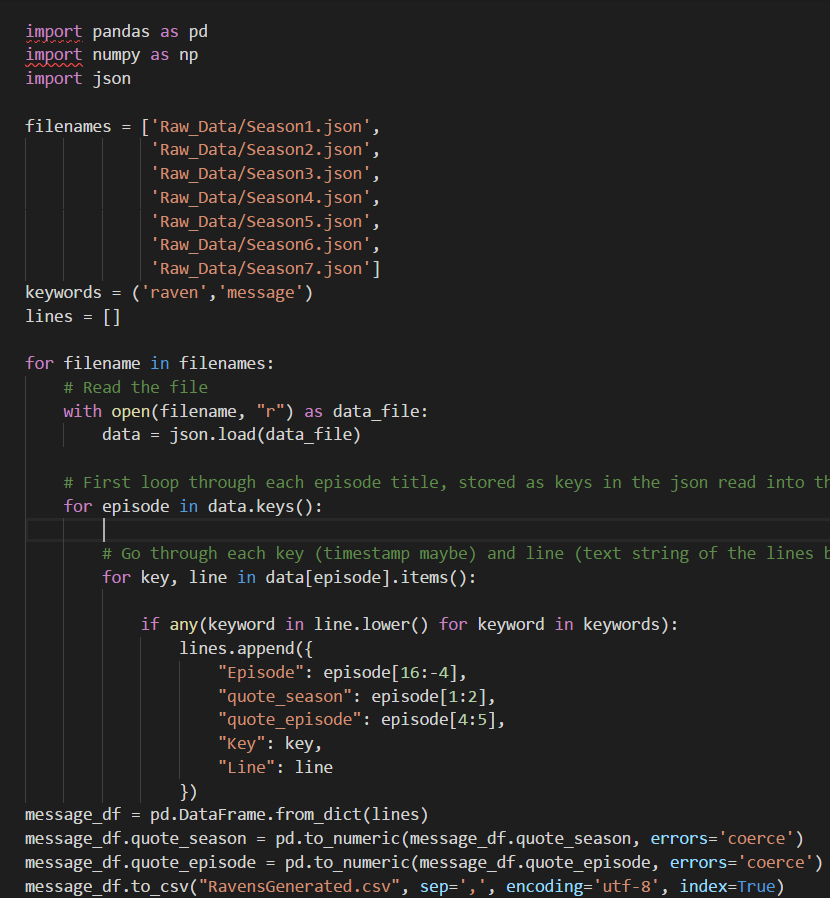 import pandas as pd
import numpy as np
import json

filenames = ['Raw_Data/Season1.json',
             'Raw_Data/Season2.json',
             'Raw_Data/Season3.json',
             'Raw_Data/Season4.json',
             'Raw_Data/Season5.json',
             'Raw_Data/Season6.json',
             'Raw_Data/Season7.json']
keywords = ('raven','message')
lines = []

for filename in filenames:
    # Read the file
    with open(filename, "r") as data_file:
        data = json.load(data_file)

    # First loop through each episode title, stored as keys in the json read into
    for episode in data.keys():

        # Go through each key (timestamp maybe) and line (text string of the lines
        for key, line in data[episode].items():

            if any(keyword in line.lower() for keyword in keywords):
                lines.append({
                    "Episode": episode[16:-4],
                    "quote_season": episode[1:2],
                    "quote_episode": episode[4:5],
                    "Key": key,
                    "Line": line
                })
message_df = pd.DataFrame.from_dict(lines)
message_df.quote_season = pd.to_numeric(message_df.quote_season, errors='coerce')
message_df.quote_episode = pd.to_numeric(message_df.quote_episode, errors='coerce')
message_df.to_csv("RavensGenerated.csv", sep=',', encoding='utf-8', index=True)